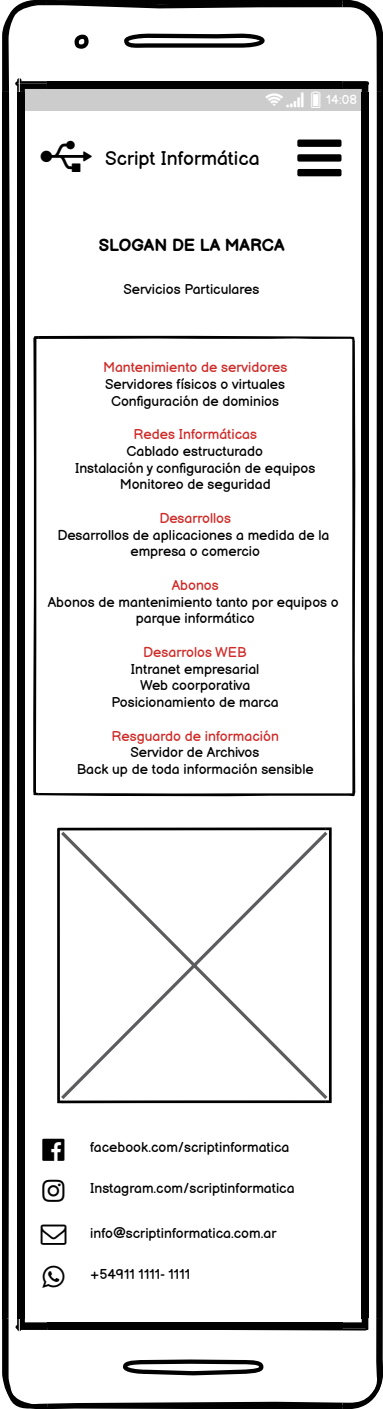 14:08
Script Informática
SLOGAN DE LA MARCA
Servicios Particulares
Mantenimiento de servidores
Servidores físicos o virtuales
Configuración de dominios
Redes Informáticas
Cablado estructurado
Instalación y configuración de equipos
Monitoreo de seguridad
Desarrollos
Desarrollos de aplicaciones a medida de la
empresa o comercio
Abonos
Abonos de mantenimiento tanto por equipos o
parque informático
Desarrolos WEB
Intranet empresarial
Web coorporativa
Posicionamiento de marca
Resguardo de información
Servidor de Archivos
Back up de toda información sensible
facebook.com/scriptinformatica
Instagram.com/scriptinformatica
info@scriptinformatica.com.ar
+54911 1111- 1111